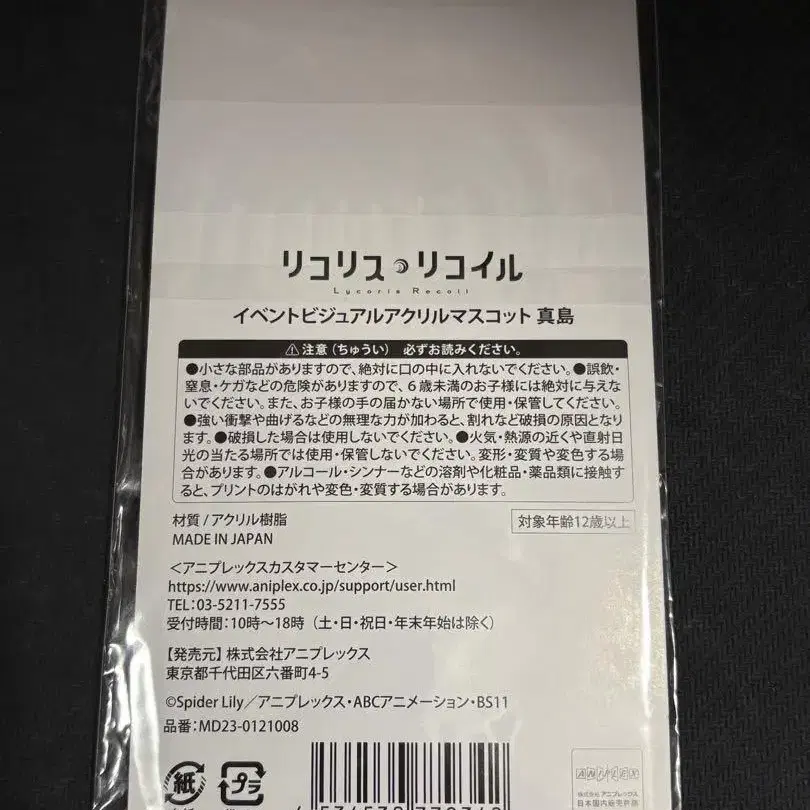 リコリス・リコイル
Lycoris Recoil
イベントビジュアルアクリルマスコット 真島
⚠注意（ちゅうい） 必ずお読みください。
●小さな部品がありますので、絶対に口の中に入れないでください。●誤飲・
窒息・ケガなどの危険がありますので、６歳未満のお子様には絶対に与えな
いでください。また、お子様の手の届かない場所で使用・保管してください。
●強い衝撃や曲げるなどの無理な力が加わると、割れなど破損の原因となり
ます。●破損した場合は使用しないでください。●火気・熱源の近くや直射日
光の当たる場所では使用・保管しないでください。変形・変質や変色する場
合があります。●アルコール・シンナーなどの溶剤や化粧品・薬品類に接触す
ると、プリントのはがれや変色・変質する場合があります。
材質 / アクリル樹脂
対象年齢12歳以上
MADE IN JAPAN
＜アニプレックスカスタマーセンター＞
https://www.aniplex.co.jp/support/user.html
TEL：03-5211-7555
受付時間：10時〜18時（土・日・祝日・年末年始は除く）
【発売元】株式会社アニプレックス
東京都千代田区六番町4-5
©Spider Lily／アニプレックス・ABCアニメーション・BS11
品番：MD23-0121008
紙
プラ
ANIPLEX
株式会社 アニプレックス
日本国内販売許諾